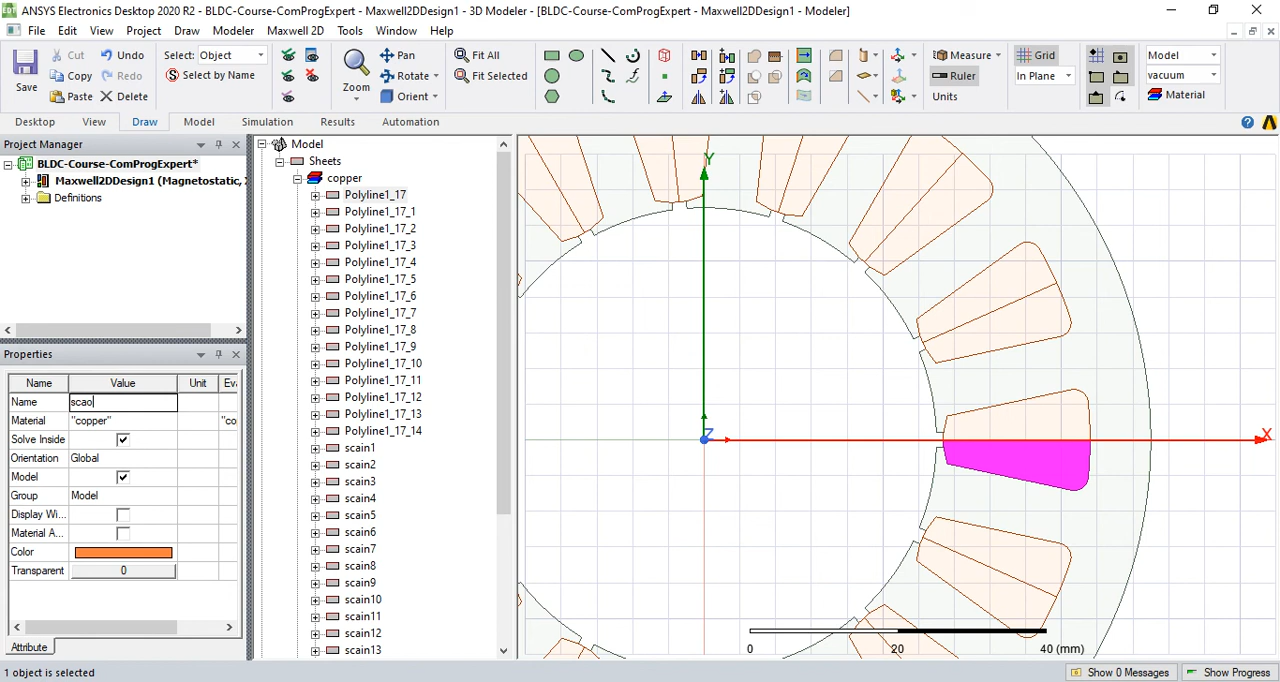 ANSYS Electronics Desktop 2020 R2 - BLDC-Course-ComProgExpert - Maxwell2DDesign1 - 3D Modeler - [BLDC-Course-ComProgExpert - Maxwell2DDesign1 - Modeler]
File Edit View Project Draw Modeler Maxwell 2D Tools Window Help
Save
Cut Undo
Copy Redo
Paste Delete
Select: Object
Select by Name
Zoom
Pan
Rotate
Orient
Fit All
Fit Selected
Measure
Ruler
Units
Grid
In Plane
Model
vacuum
Material
Desktop View Draw Model Simulation Results Automation
Project Manager
BLDC-Course-ComProgExpert*
Maxwell2DDesign1 (Magnetostatic,
Definitions
Properties
Name Value Unit Eva
Name scao
Material "copper" "co
Solve Inside
Orientation Global
Model
Group Model
Display Wi...
Material A...
Color
Transparent 0
Attribute
Model
Sheets
copper
Polyline1_17
Polyline1_17_1
Polyline1_17_2
Polyline1_17_3
Polyline1_17_4
Polyline1_17_5
Polyline1_17_6
Polyline1_17_7
Polyline1_17_8
Polyline1_17_9
Polyline1_17_10
Polyline1_17_11
Polyline1_17_12
Polyline1_17_13
Polyline1_17_14
scain1
scain2
scain3
scain4
scain5
scain6
scain7
scain8
scain9
scain10
scain11
scain12
scain13
Y
Z
X
0 20 40 (mm)
1 object is selected
Show 0 Messages
Show Progress